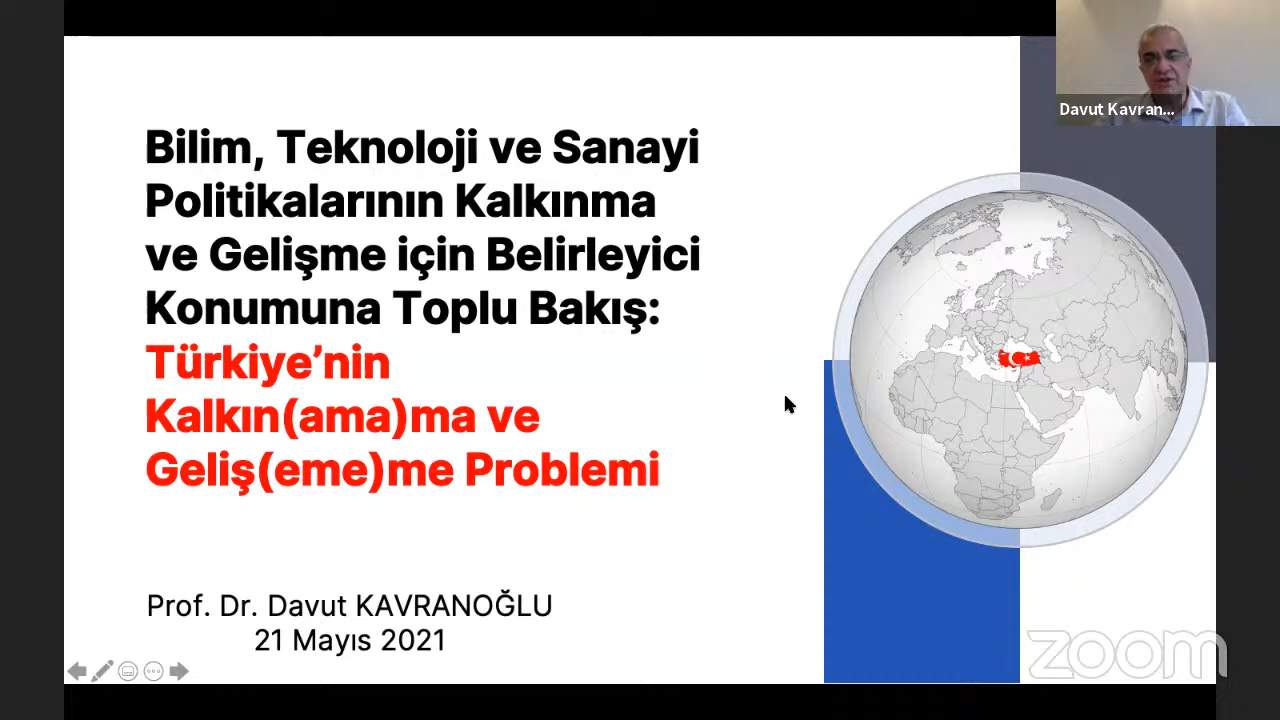 Davut Kavran...
Bilim, Teknoloji ve Sanayi
Politikalarının Kalkınma
ve Gelişme için Belirleyici
Konumuna Toplu Bakış:
Türkiye’nin
Kalkın(ama)ma ve
Geliş(eme)me Problemi
Prof. Dr. Davut KAVRANOĞLU
21 Mayıs 2021
zoom